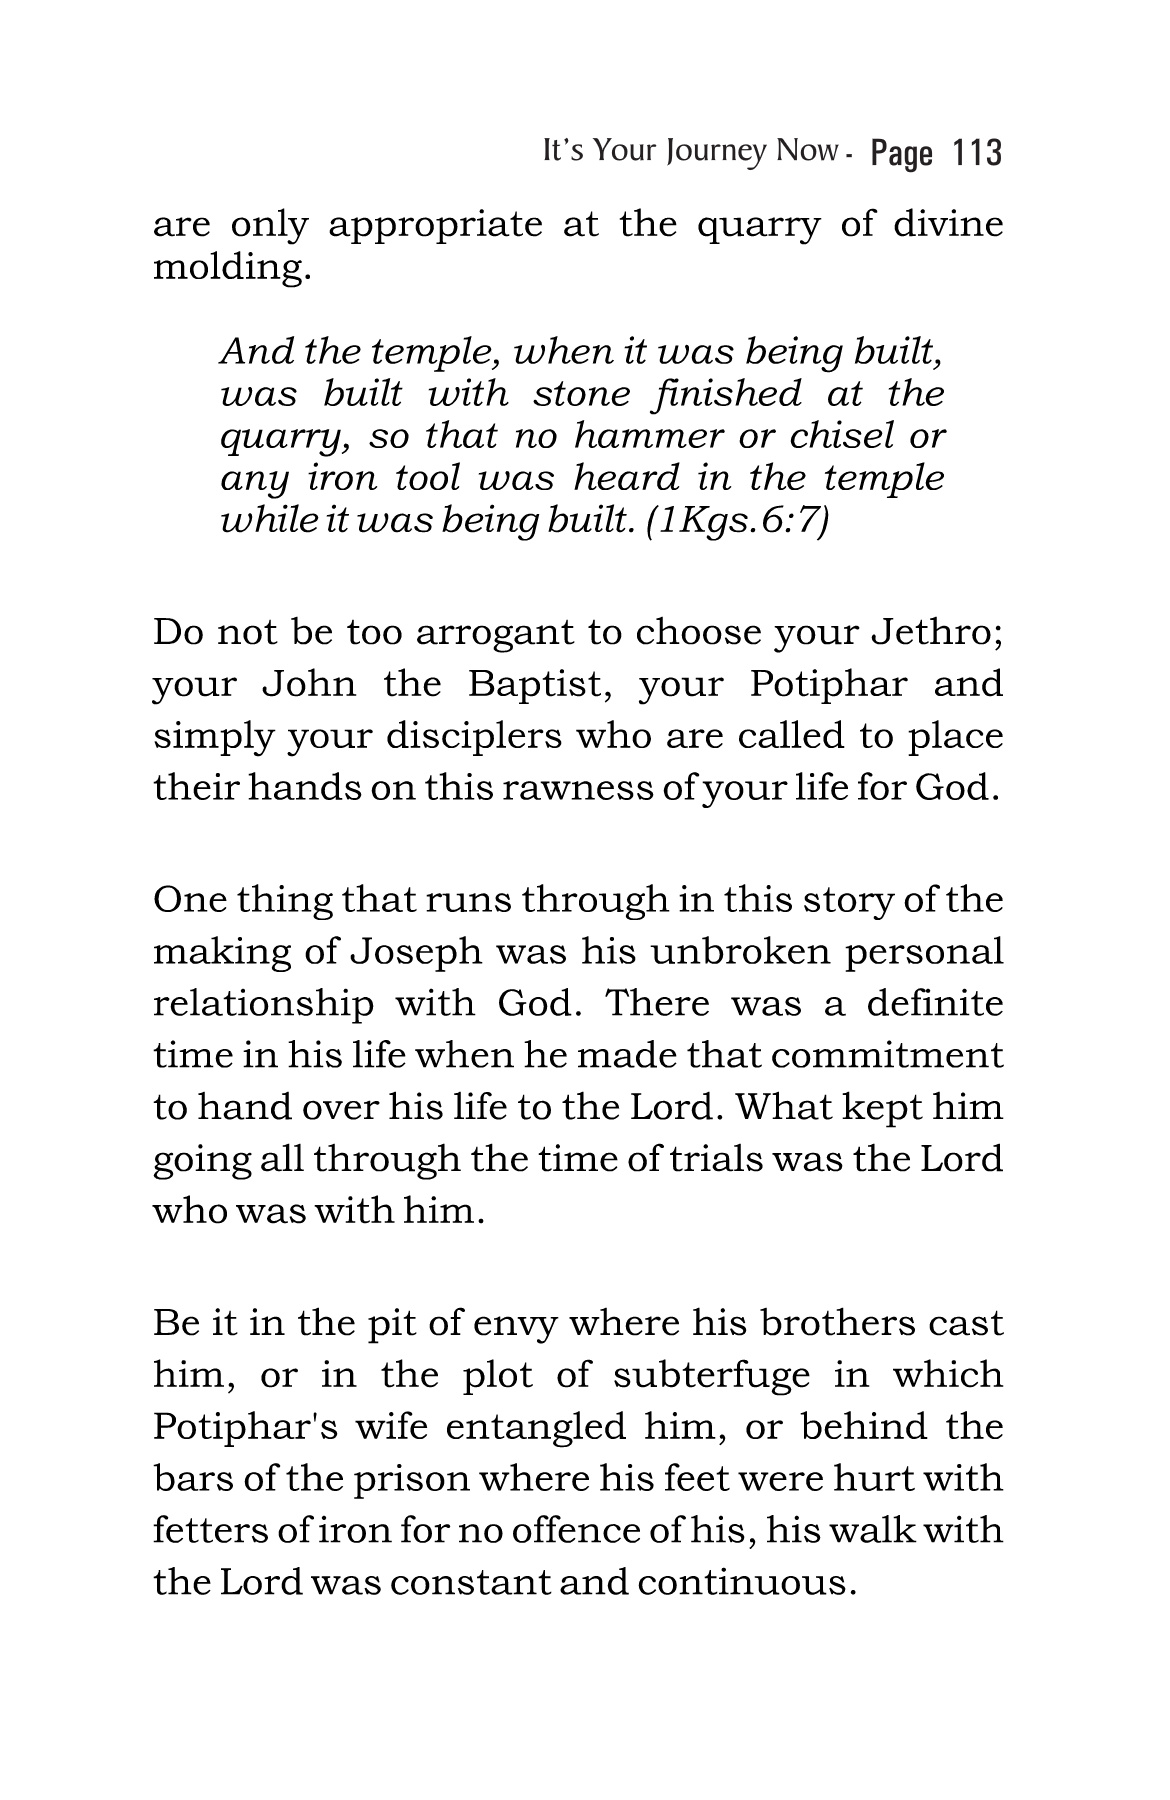 It's Your Journey Now - Page 113
are only appropriate at the quarry of divine
molding.
And the temple, when it was being built,
was built with stone finished at the
quarry, so that no hammer or chisel or
any iron tool was heard in the temple
while it was being built. (1Kgs.6:7)
Do not be too arrogant to choose your Jethro;
your John the Baptist, your Potiphar and
simply your disciplers who are called to place
their hands on this rawness of your life for God.
One thing that runs through in this story of the
making of Joseph was his unbroken personal
relationship with God. There was a definite
time in his life when he made that commitment
to hand over his life to the Lord. What kept him
going all through the time of trials was the Lord
who was with him.
Be it in the pit of envy where his brothers cast
him, or in the plot of subterfuge in which
Potiphar's wife entangled him, or behind the
bars of the prison where his feet were hurt with
fetters of iron for no offence of his, his walk with
the Lord was constant and continuous.